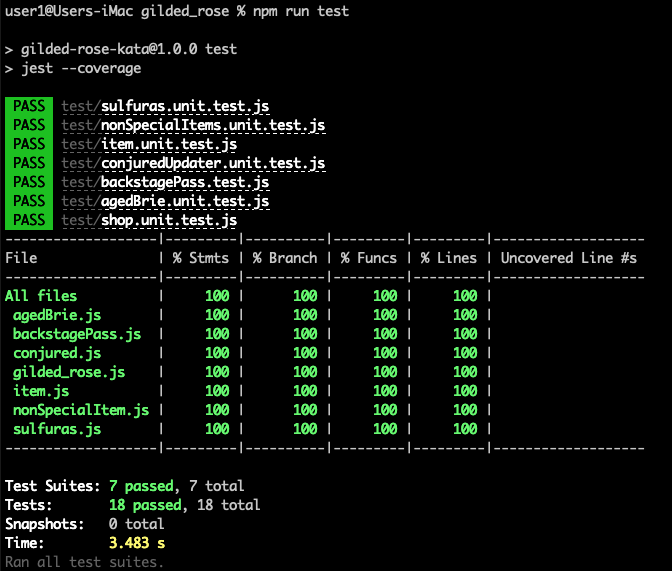 user1@Users-iMac gilded_rose % npm run test
> gilded-rose-kata@1.0.0 test
> jest --coverage
PASS test/sulfuras.unit.test.js
PASS test/nonSpecialItems.unit.test.js
PASS test/item.unit.test.js
PASS test/conjuredUpdater.unit.test.js
PASS test/backstagePass.test.js
PASS test/agedBrie.unit.test.js
PASS test/shop.unit.test.js
-------------------|---------|----------|---------|---------|-------------------
File | % Stmts | % Branch | % Funcs | % Lines | Uncovered Line #s
-------------------|---------|----------|---------|---------|-------------------
All files | 100 | 100 | 100 | 100 |
agedBrie.js | 100 | 100 | 100 | 100 |
backstagePass.js | 100 | 100 | 100 | 100 |
conjured.js | 100 | 100 | 100 | 100 |
gilded_rose.js | 100 | 100 | 100 | 100 |
item.js | 100 | 100 | 100 | 100 |
nonSpecialItem.js | 100 | 100 | 100 | 100 |
sulfuras.js | 100 | 100 | 100 | 100 |
-------------------|---------|----------|---------|---------|-------------------
Test Suites: 7 passed, 7 total
Tests: 18 passed, 18 total
Snapshots: 0 total
Time: 3.483 s
Ran all test suites.